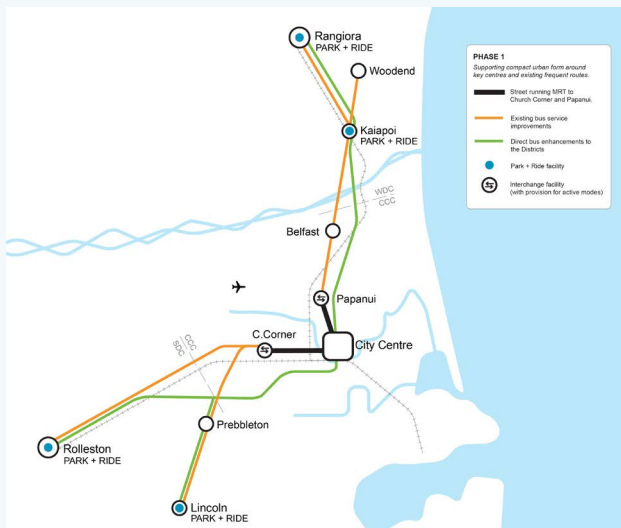 Rangiora
PARK + RIDE
Woodend
Kaiapoi
PARK + RIDE
WDC
CCC
Belfast
Papanui
C.Corner
City Centre
CCC
SDC
Prebbleton
Rolleston
PARK + RIDE
Lincoln
PARK + RIDE
PHASE 1
Supporting compact urban form around
key centres and existing frequent routes.
Street running MRT to
Church Corner and Papanui.
Existing bus service
improvements
Direct bus enhancements to
the Districts
Park + Ride facility
Interchange facility
(with provision for active modes)